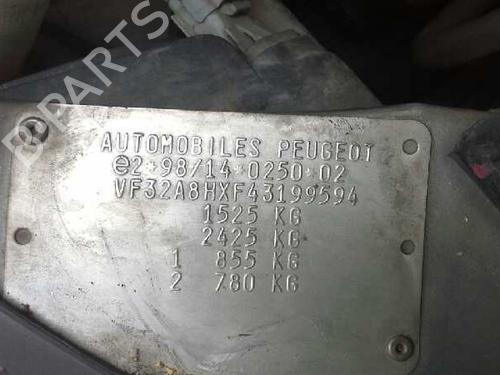 AUTOMOBILES PEUGEOT
e2*98/14*0250*02
VF32A8HXF43199594
1525 KG
2425 KG
1 855 KG
2 780 KG
B-PARTS